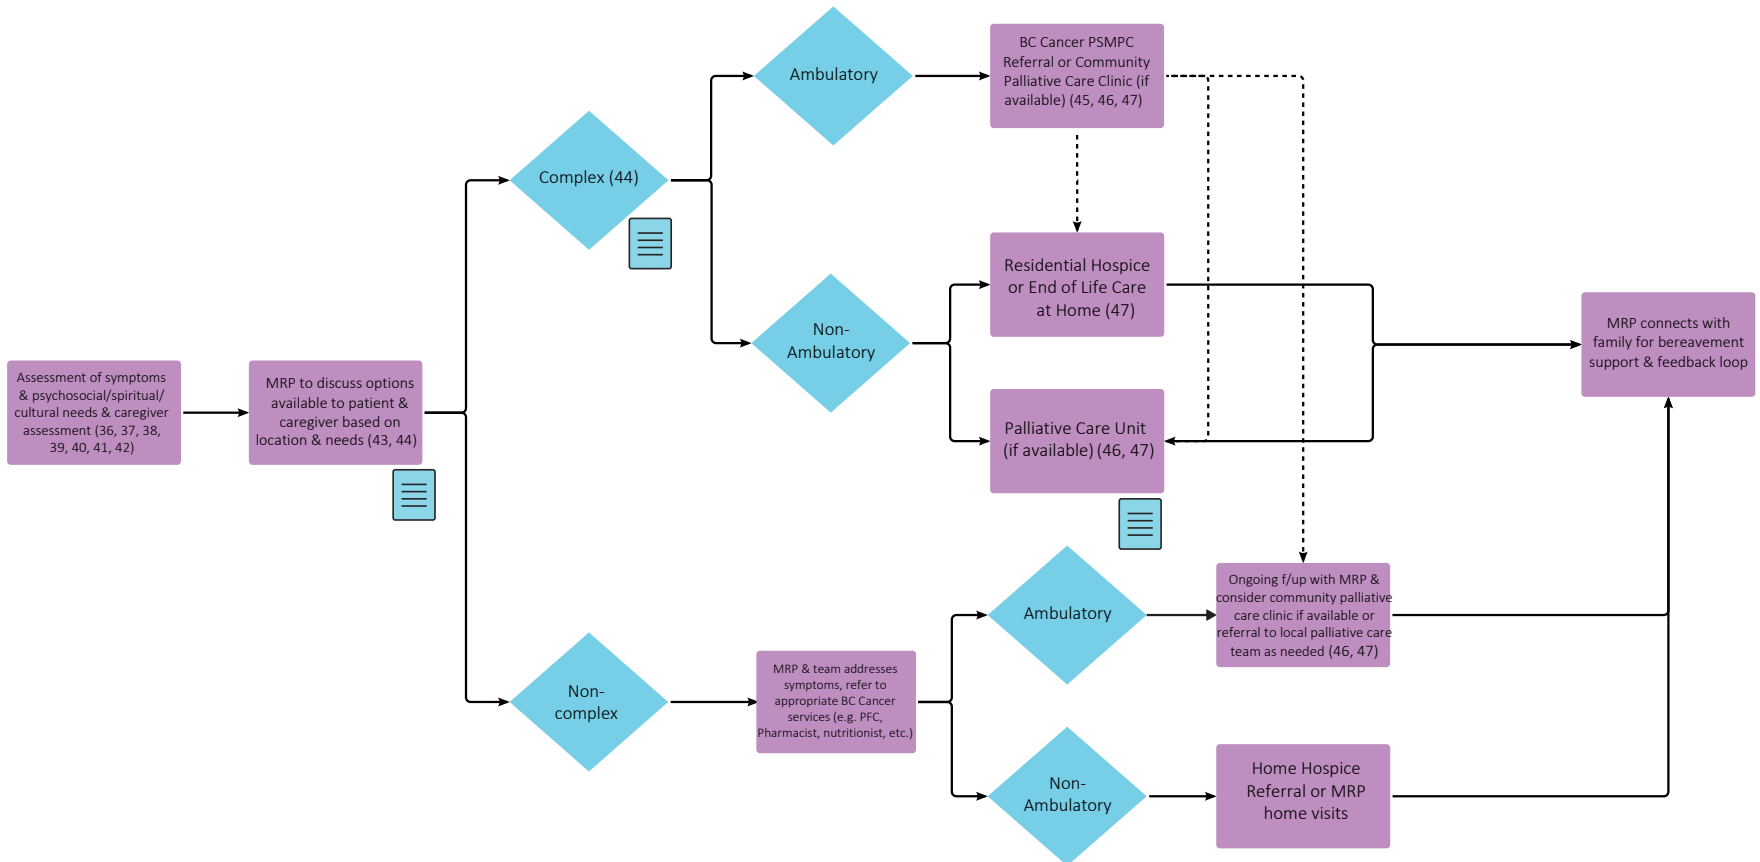 Assessment of symptoms
& psychosocial/spiritual/
cultural needs & caregiver
assessment (36, 37, 38,
39, 40, 41, 42)
MRP to discuss options
available to patient &
caregiver based on
location & needs (43, 44)
Complex (44)
Ambulatory
BC Cancer PSMPC
Referral or Community
Palliative Care Clinic (if
available) (45, 46, 47)
Non-
Ambulatory
Residential Hospice
or End of Life Care
at Home (47)
Palliative Care Unit
(if available) (46, 47)
MRP connects with
family for bereavement
support & feedback loop
Non-
complex
MRP & team addresses
symptoms, refer to
appropriate BC Cancer
services (e.g. PFC,
Pharmacist, nutritionist, etc.)
Ambulatory
Ongoing f/up with MRP &
consider community palliative
care clinic if available or
referral to local palliative care
team as needed (46, 47)
Non-
Ambulatory
Home Hospice
Referral or MRP
home visits